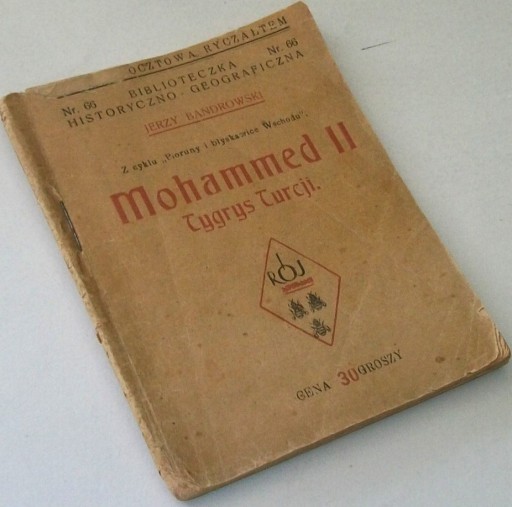 OCZTOWA RYCZAŁTOM
Nr. 66 BIBLIOTECZKA Nr. 66
HISTORYCZNO-GEOGRAFICZNA
JERZY BANDROWSKI
Z cyklu „Pioruny i błyskawice Wschodu".
Mohammed II
Tygrys Turcji.
RÓJ
CENA 30 GROSZY